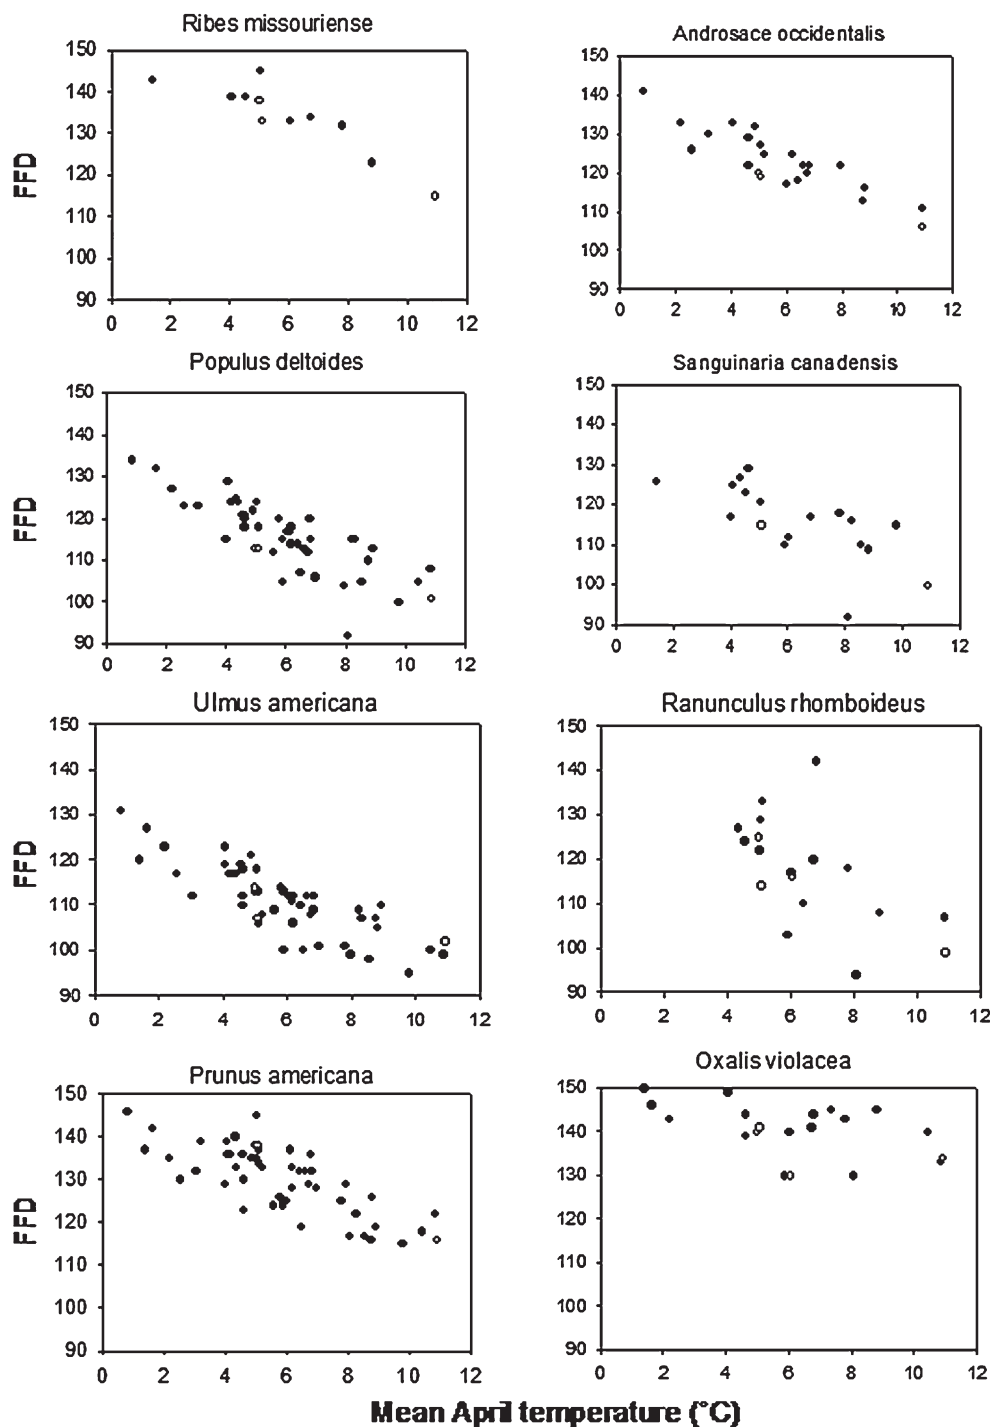 Ribes missouriense
150
140
130
120
110
100
90
FFD
0 2 4 6 8 10 12
Androsace occidentalis
150
140
130
120
110
100
90
0 2 4 6 8 10 12
Populus deltoides
150
140
130
120
110
100
90
FFD
0 2 4 6 8 10 12
Sanguinaria canadensis
150
140
130
120
110
100
90
0 2 4 6 8 10 12
Ulmus americana
150
140
130
120
110
100
90
FFD
0 2 4 6 8 10 12
Ranunculus rhomboideus
150
140
130
120
110
100
90
0 2 4 6 8 10 12
Prunus americana
150
140
130
120
110
100
90
FFD
0 2 4 6 8 10 12
Oxalis violacea
150
140
130
120
110
100
90
0 2 4 6 8 10 12
Mean April temperature (°C)